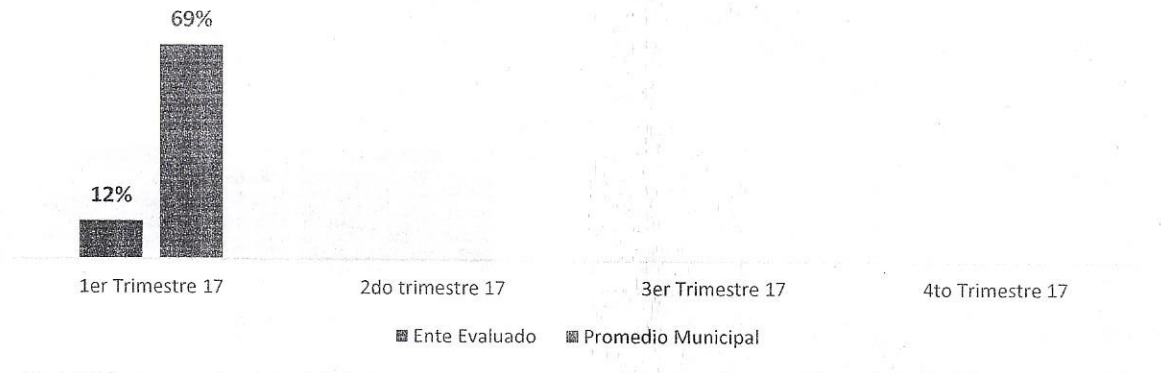 69%
12%
1er Trimestre 17 2do trimestre 17 3er Trimestre 17 4to Trimestre 17
Ente Evaluado Promedio Municipal